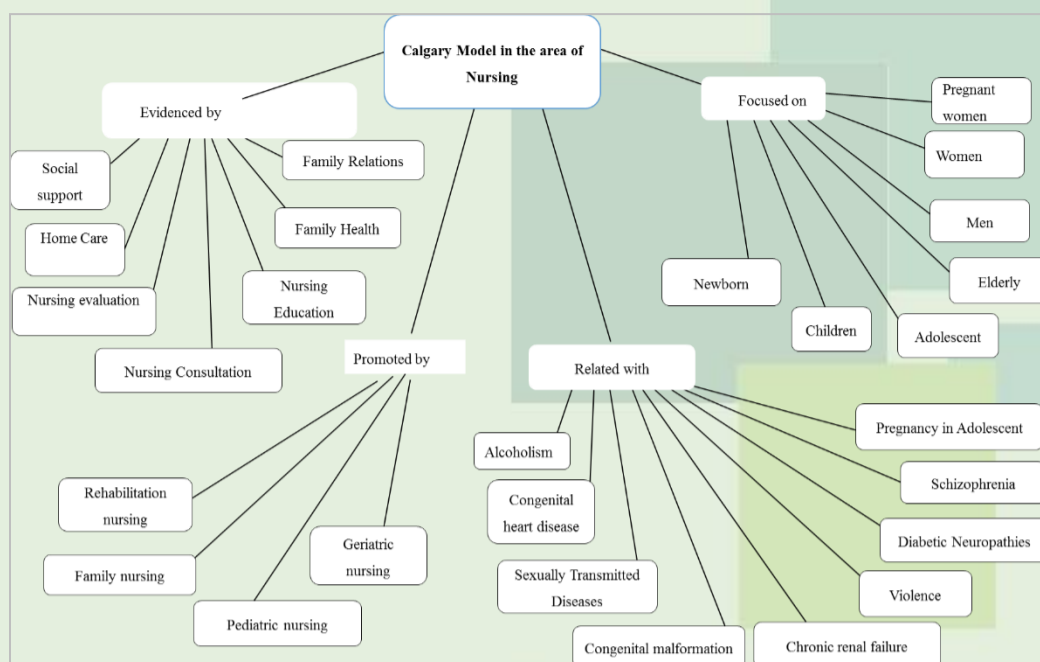 Calgary Model in the area of
Nursing
Evidenced by
Social
support
Home Care
Nursing evaluation
Nursing Consultation
Nursing
Education
Family Health
Family Relations
Promoted by
Rehabilitation
nursing
Family nursing
Pediatric nursing
Geriatric
nursing
Related with
Alcoholism
Congenital
heart disease
Sexually Transmitted
Diseases
Congenital malformation
Chronic renal failure
Violence
Diabetic Neuropathies
Schizophrenia
Pregnancy in Adolescent
Focused on
Newborn
Children
Adolescent
Elderly
Men
Women
Pregnant
women